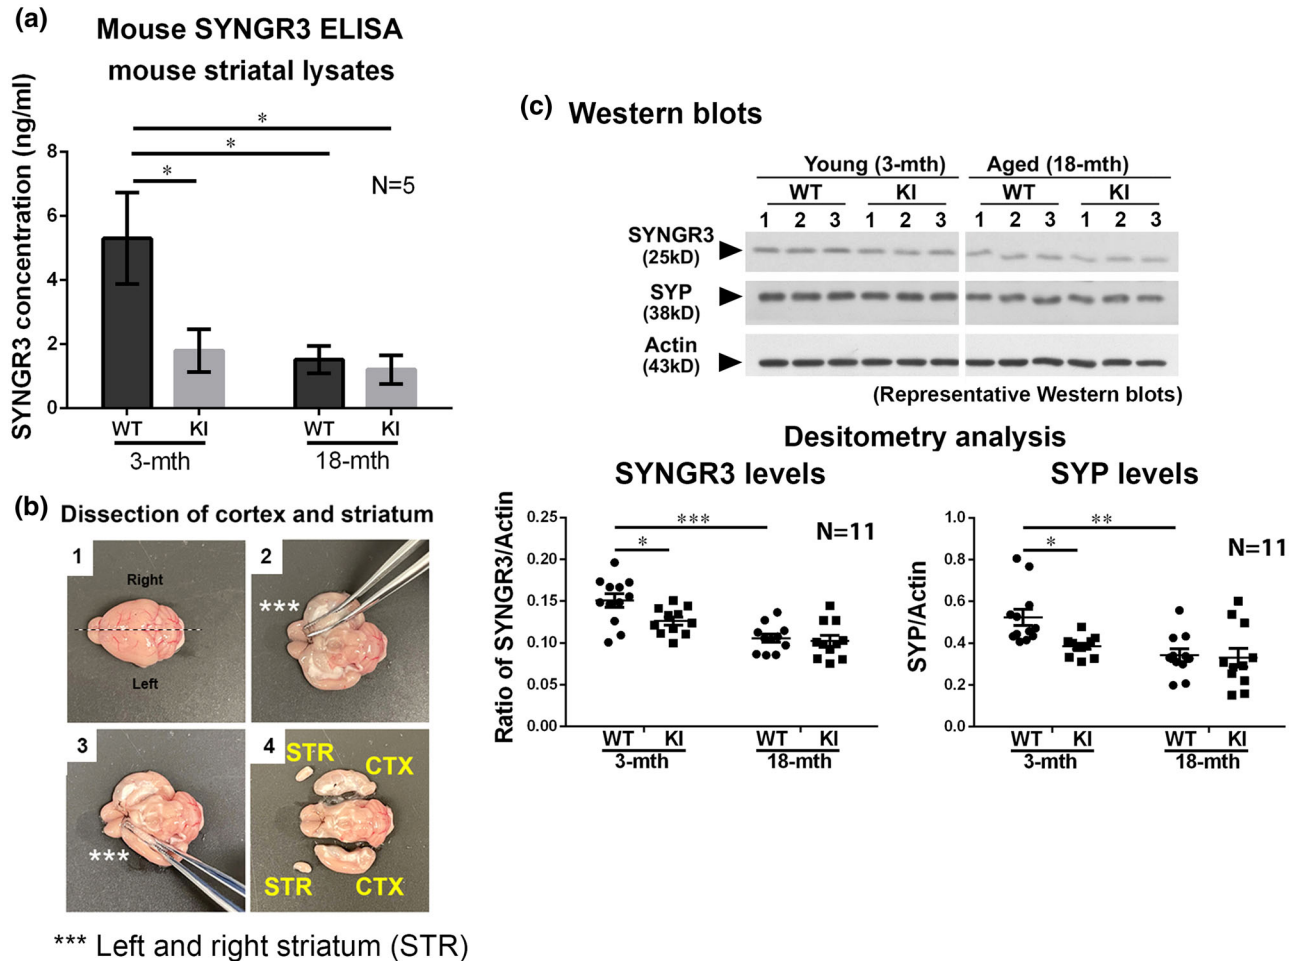 (a)
Mouse SYNGR3 ELISA
mouse striatal lysates
SYNGR3 concentration (ng/ml)
8
6
4
2
0
*
*
*
N=5
WT
KI
WT
KI
3-mth
18-mth
(b) Dissection of cortex and striatum
1
Right
Left
2
***
3
***
4
STR
CTX
STR
CTX
*** Left and right striatum (STR)
(c) Western blots
Young (3-mth)
Aged (18-mth)
WT
KI
WT
KI
1 2 3 1 2 3 1 2 3 1 2 3
SYNGR3
(25kD)
SYP
(38kD)
Actin
(43kD)
(Representative Western blots)
Desitometry analysis
SYNGR3 levels
Ratio of SYNGR3/Actin
0.25
0.20
0.15
0.10
0.05
0.00
***
*
N=11
WT KI WT KI
3-mth 18-mth
SYP levels
SYP/Actin
1.0
0.8
0.6
0.4
0.2
0.0
**
*
N=11
WT KI WT KI
3-mth 18-mth